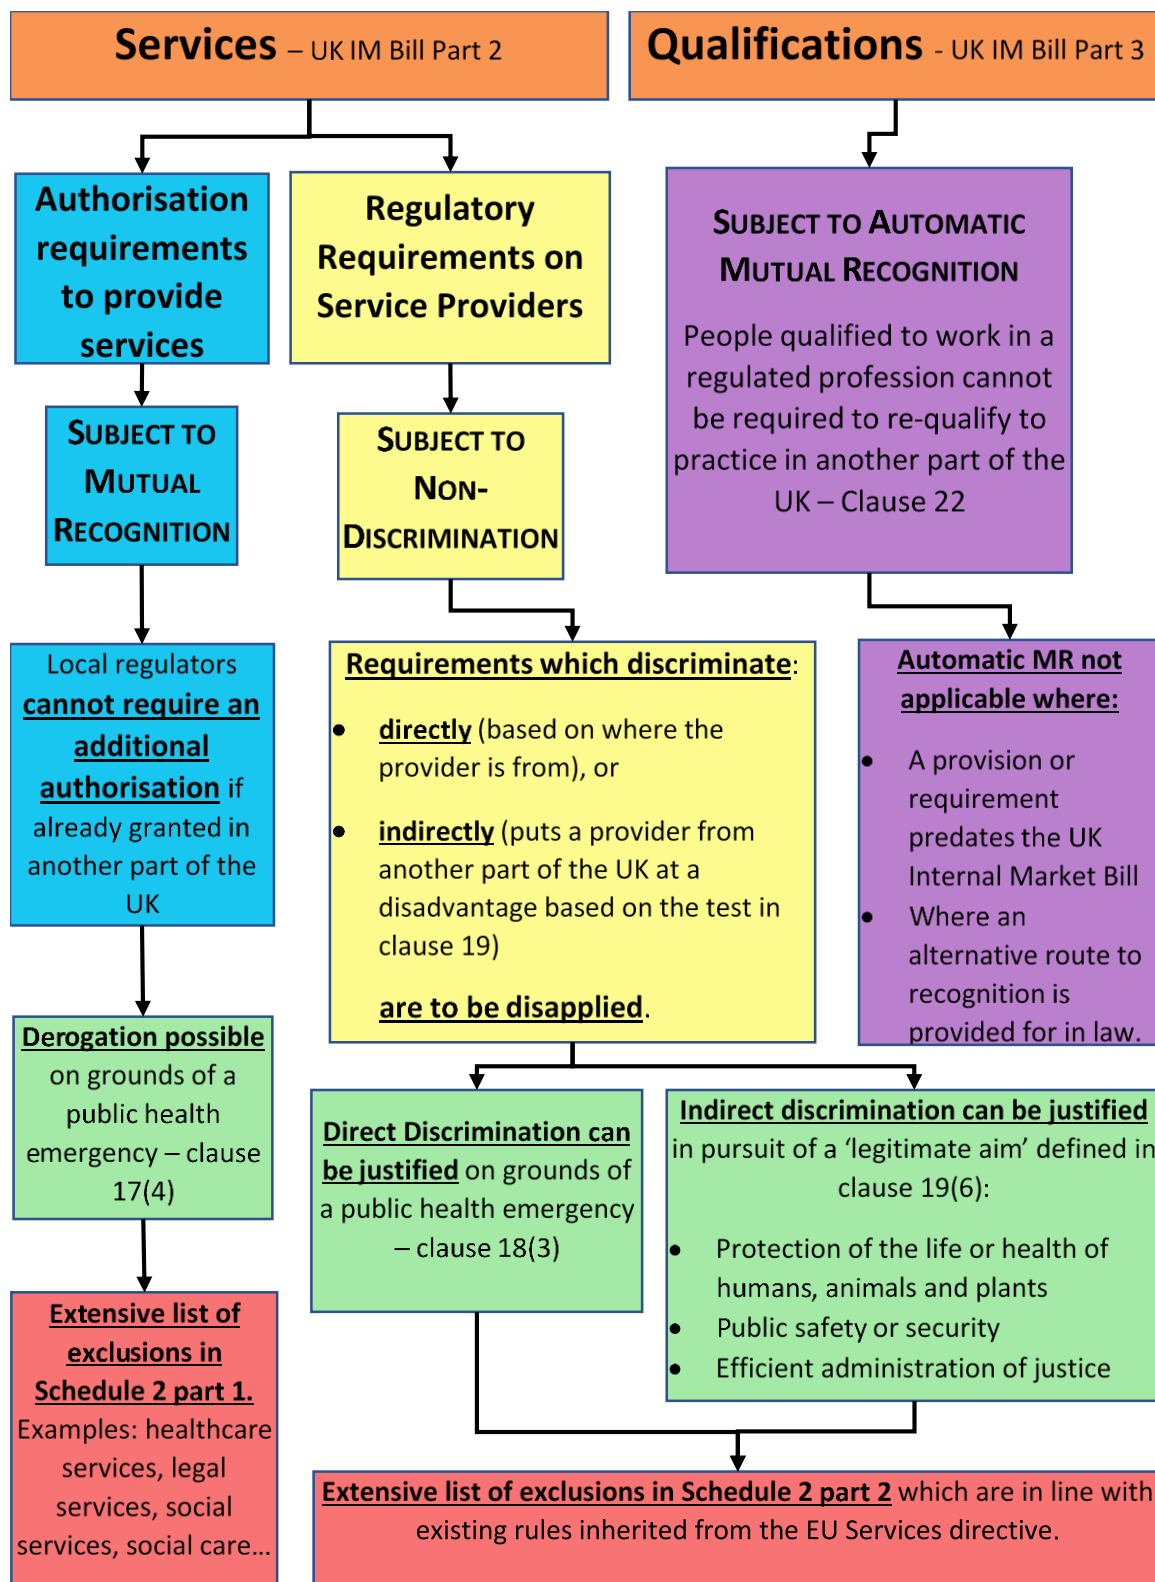 Services – UK IM Bill Part 2
Qualifications - UK IM Bill Part 3
Authorisation
requirements
to provide
services
SUBJECT TO
MUTUAL
RECOGNITION
Local regulators
cannot require an
additional
authorisation if
already granted in
another part of the
UK
Derogation possible
on grounds of a
public health
emergency – clause
17(4)
Extensive list of
exclusions in
Schedule 2 part 1.
Examples: healthcare
services, legal
services, social
services, social care...
Regulatory
Requirements on
Service Providers
SUBJECT TO
NON-
DISCRIMINATION
Requirements which discriminate:
• directly (based on where the
provider is from), or
• indirectly (puts a provider from
another part of the UK at a
disadvantage based on the test in
clause 19)
are to be disapplied.
Direct Discrimination can
be justified on grounds of
a public health emergency
– clause 18(3)
Indirect discrimination can be justified
in pursuit of a ‘legitimate aim’ defined in
clause 19(6):
• Protection of the life or health of
humans, animals and plants
• Public safety or security
• Efficient administration of justice
Extensive list of exclusions in Schedule 2 part 2 which are in line with
existing rules inherited from the EU Services directive.
SUBJECT TO AUTOMATIC
MUTUAL RECOGNITION
People qualified to work in a
regulated profession cannot
be required to re-qualify to
practice in another part of the
UK – Clause 22
Automatic MR not
applicable where:
• A provision or
requirement
predates the UK
Internal Market Bill
• Where an
alternative route to
recognition is
provided for in law.